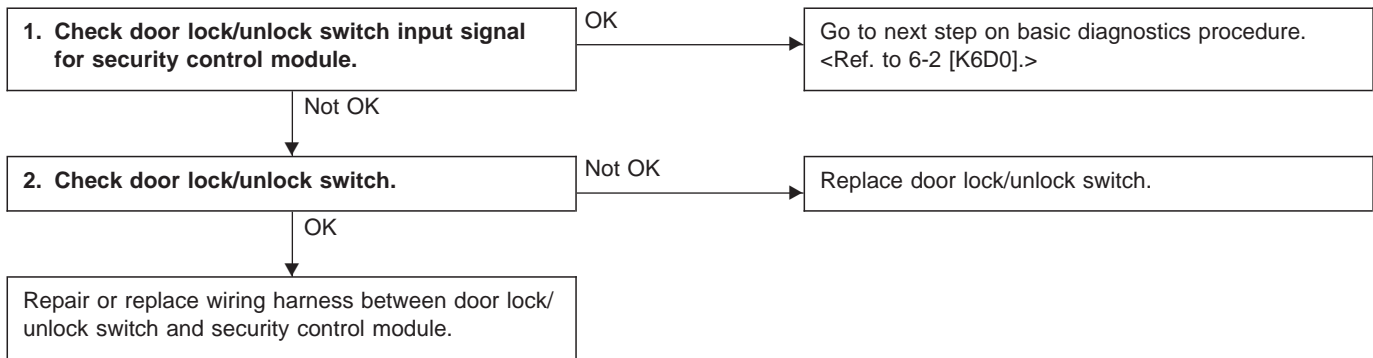 1. Check door lock/unlock switch input signal
for security control module.
OK
Go to next step on basic diagnostics procedure.
<Ref. to 6-2 [K6D0].>
Not OK
2. Check door lock/unlock switch.
Not OK
Replace door lock/unlock switch.
OK
Repair or replace wiring harness between door lock/
unlock switch and security control module.